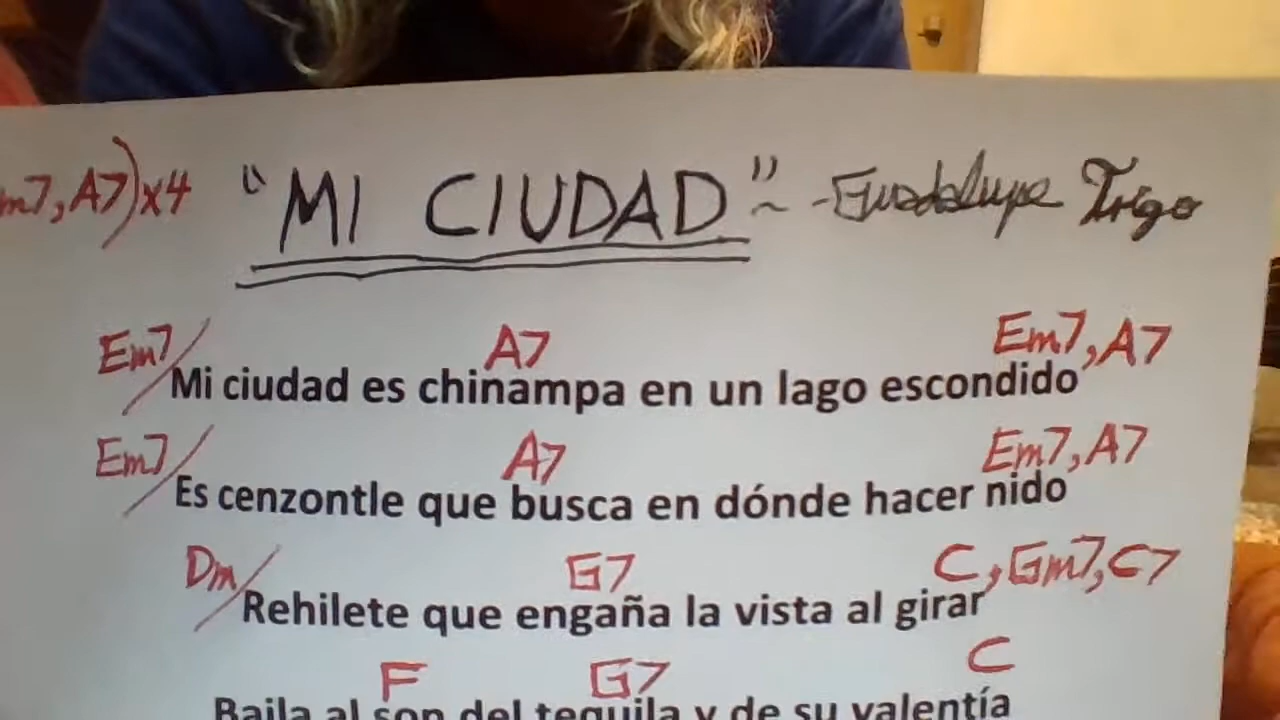 m7, A7) x4 "MI CIUDAD" ~ - Guadalupe Trigo
Em7/ A7 Em7, A7
Mi ciudad es chinampa en un lago escondido
Em7/ A7 Em7, A7
Es cenzontle que busca en dónde hacer nido
Dm/ G7 C, Gm7, C7
Rehilete que engaña la vista al girar
F G7 C
Baila al son del tequila y de su valentía